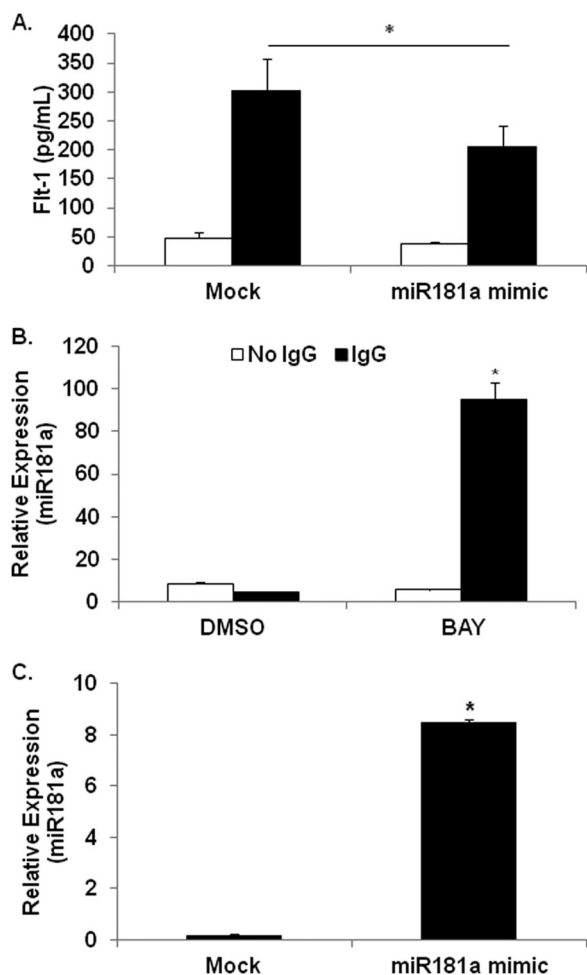 A.
*
400
350
300
250
200
150
100
50
0
Flt-1 (pg/mL)
Mock miR181a mimic
B.
No IgG IgG
120
100
80
60
40
20
0
*
Relative Expression
(miR181a)
DMSO BAY
C.
10
8
6
4
2
0
*
Relative Expression
(miR181a)
Mock miR181a mimic